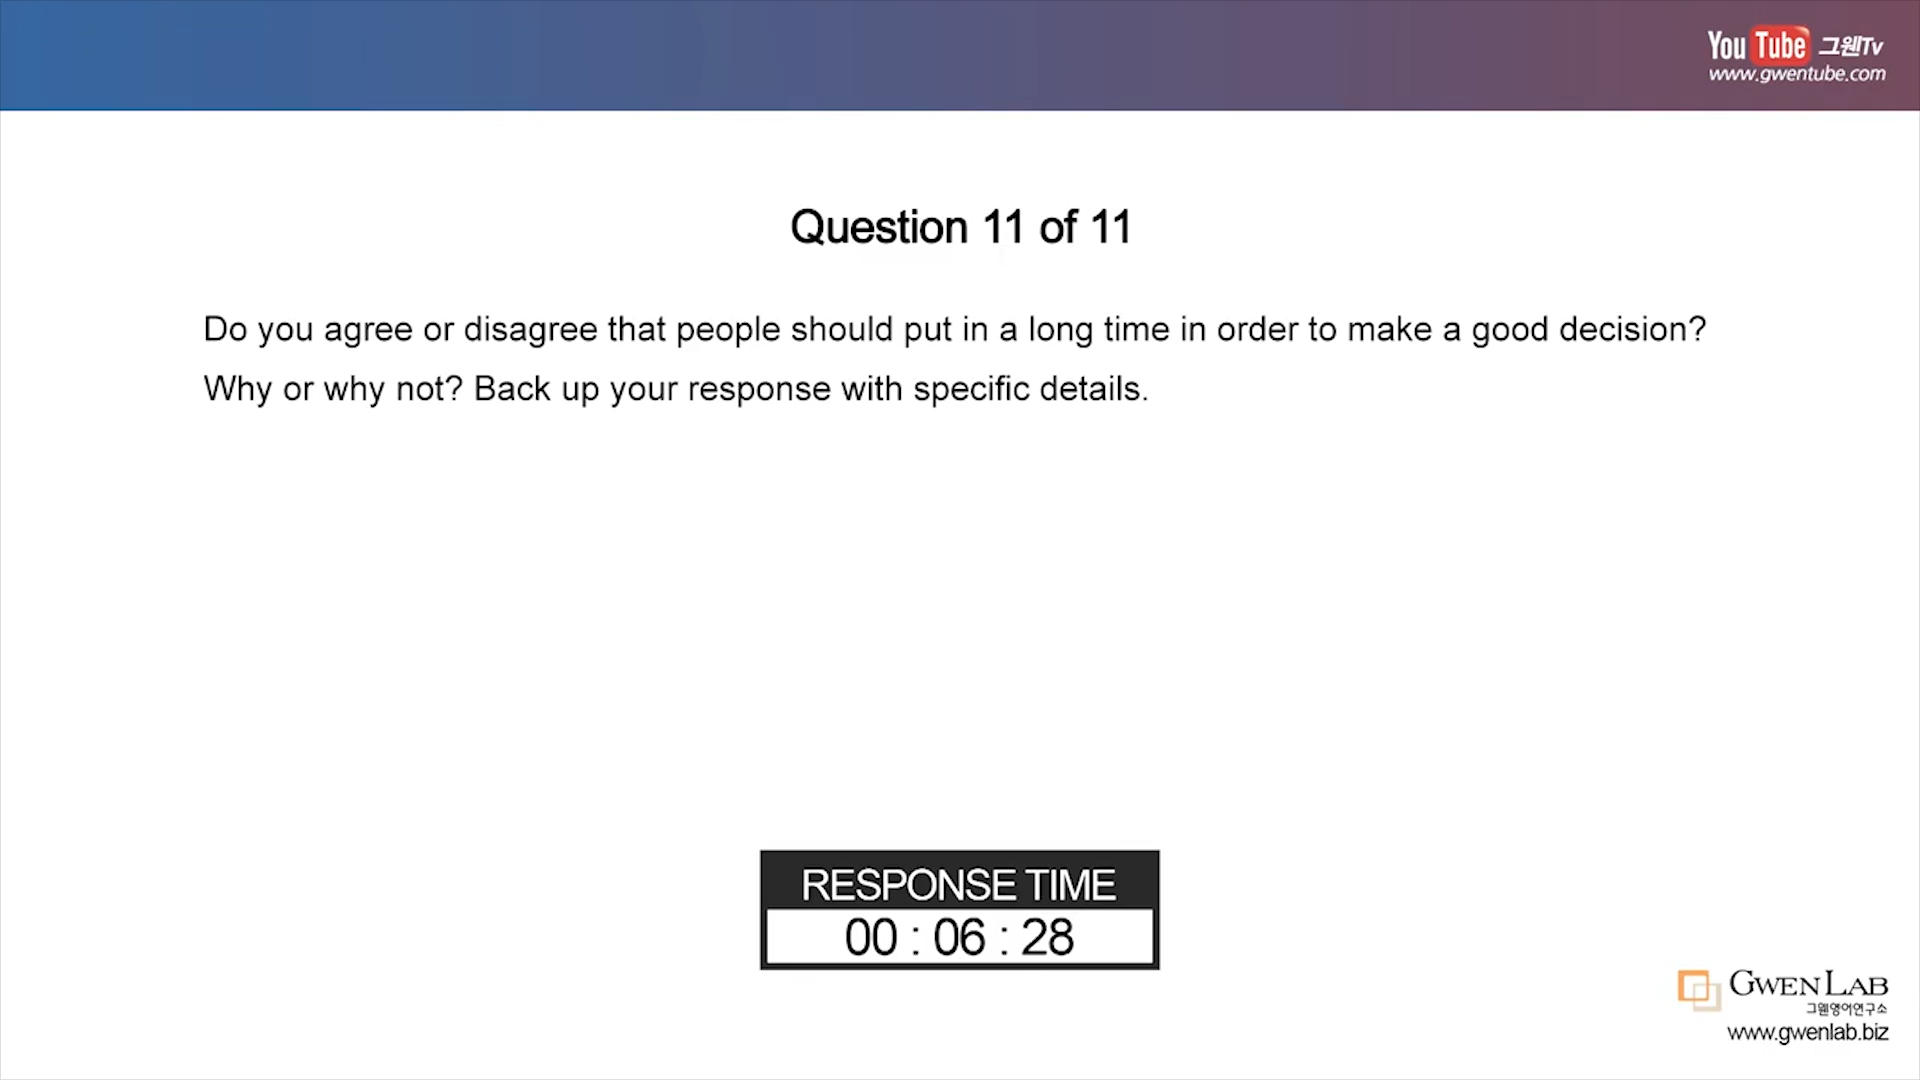 You Tube 그웬Tv
www.gwentube.com
Question 11 of 11
Do you agree or disagree that people should put in a long time in order to make a good decision?
Why or why not? Back up your response with specific details.
RESPONSE TIME
00 : 06 : 28
GWEN LAB
그웬영어연구소
www.gwenlab.biz